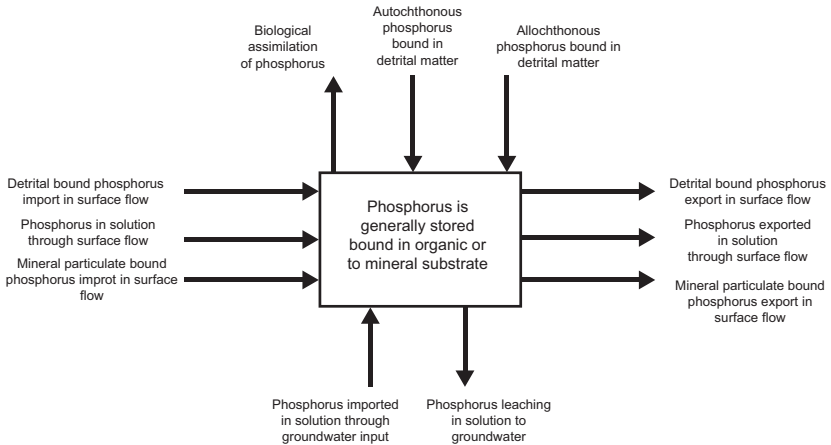 Biological
assimilation
of phosphorus
Autochthonous
phosphorus
bound in
detrital matter
Allochthonous
phosphorus bound in
detrital matter
Detrital bound phosphorus
import in surface flow
Phosphorus in solution
through surface flow
Mineral particulate bound
phosphorus improt in surface
flow
Phosphorus is
generally stored
bound in organic or
to mineral substrate
Detrital bound phosphorus
export in surface flow
Phosphorus exported
in solution
through surface flow
Mineral particulate bound
phosphorus export in
surface flow
Phosphorus imported
in solution through
groundwater input
Phosphorus leaching
in solution to
groundwater